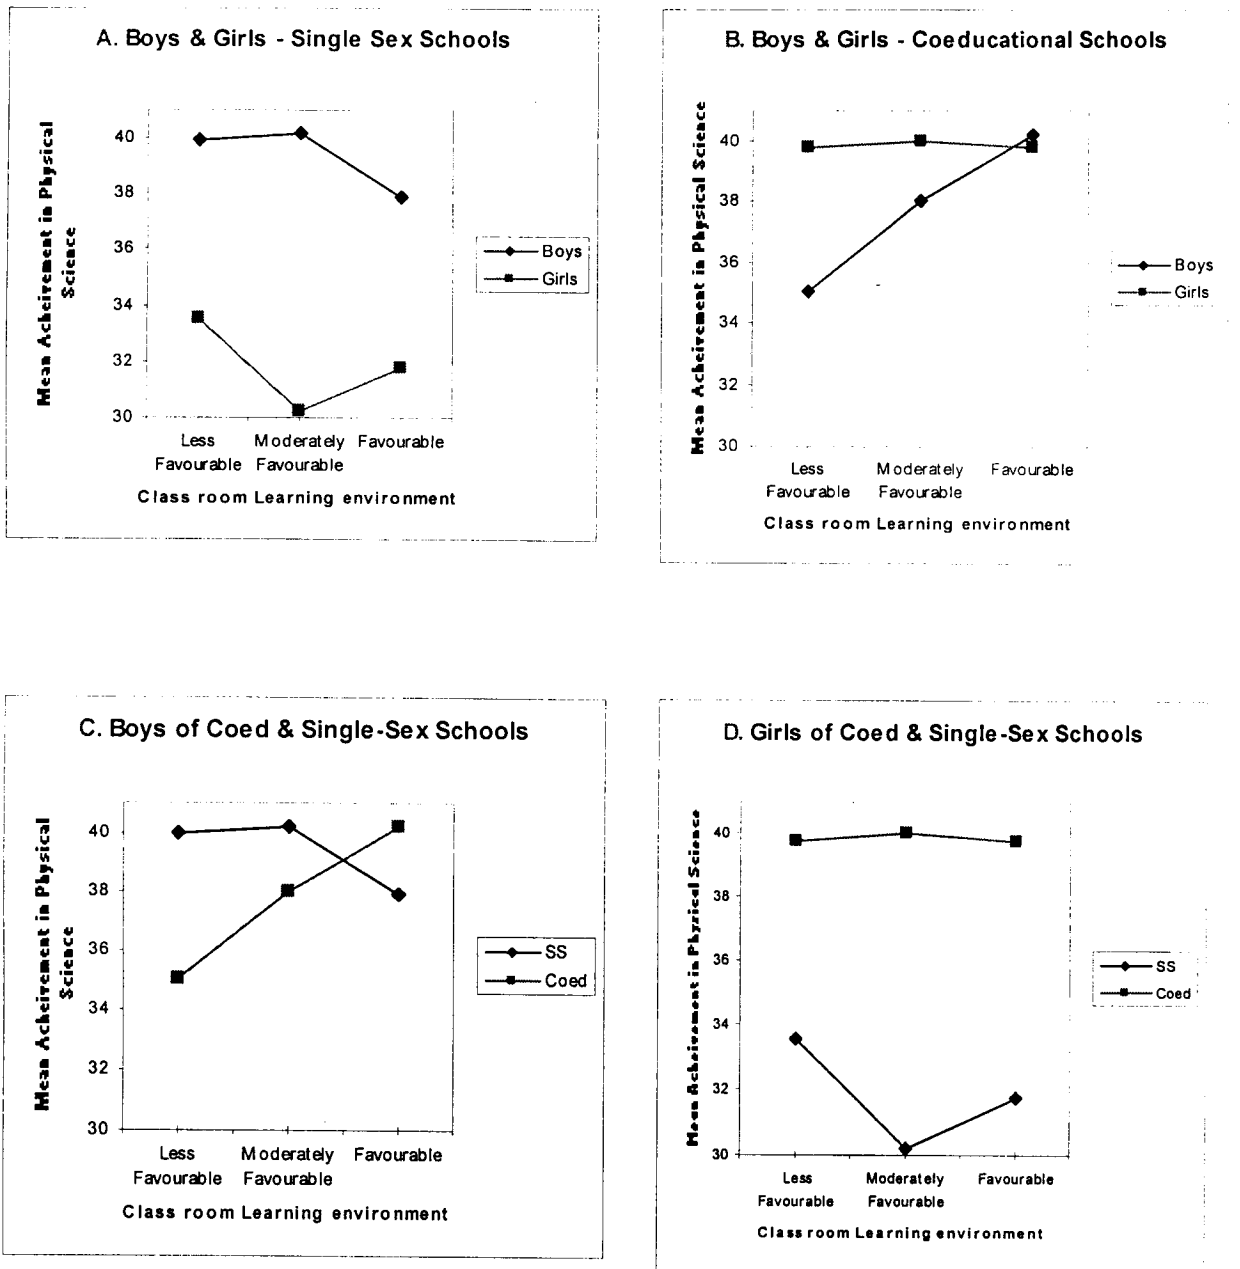 A. Boys & Girls - Single Sex Schools
Mean Acheivement in Physical
Science
40
38
36
34
32
30
Less
Favourable
Moderately
Favourable
Favourable
Class room Learning environment
Boys
Girls
B. Boys & Girls - Coeducational Schools
Mean Acheivement in Physical Science
40
38
36
34
32
30
Less
Favourable
Moderately
Favourable
Favourable
Class room Learning environment
Boys
Girls
C. Boys of Coed & Single-Sex Schools
Mean Acheivement in Physical
Science
40
38
36
34
32
30
Less
Favourable
Moderately
Favourable
Favourable
Class room Learning environment
SS
Coed
D. Girls of Coed & Single-Sex Schools
Mean Acheivement in Physical Science
40
38
36
34
32
30
Less
Favourable
Moderately
Favourable
Favourable
Class room Learning environment
SS
Coed